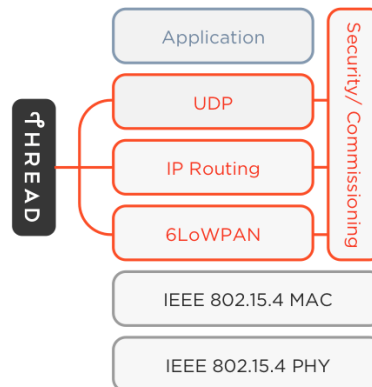 Application
UDP
IP Routing
6LoWPAN
IEEE 802.15.4 MAC
IEEE 802.15.4 PHY
THREAD
Security/ Commissioning